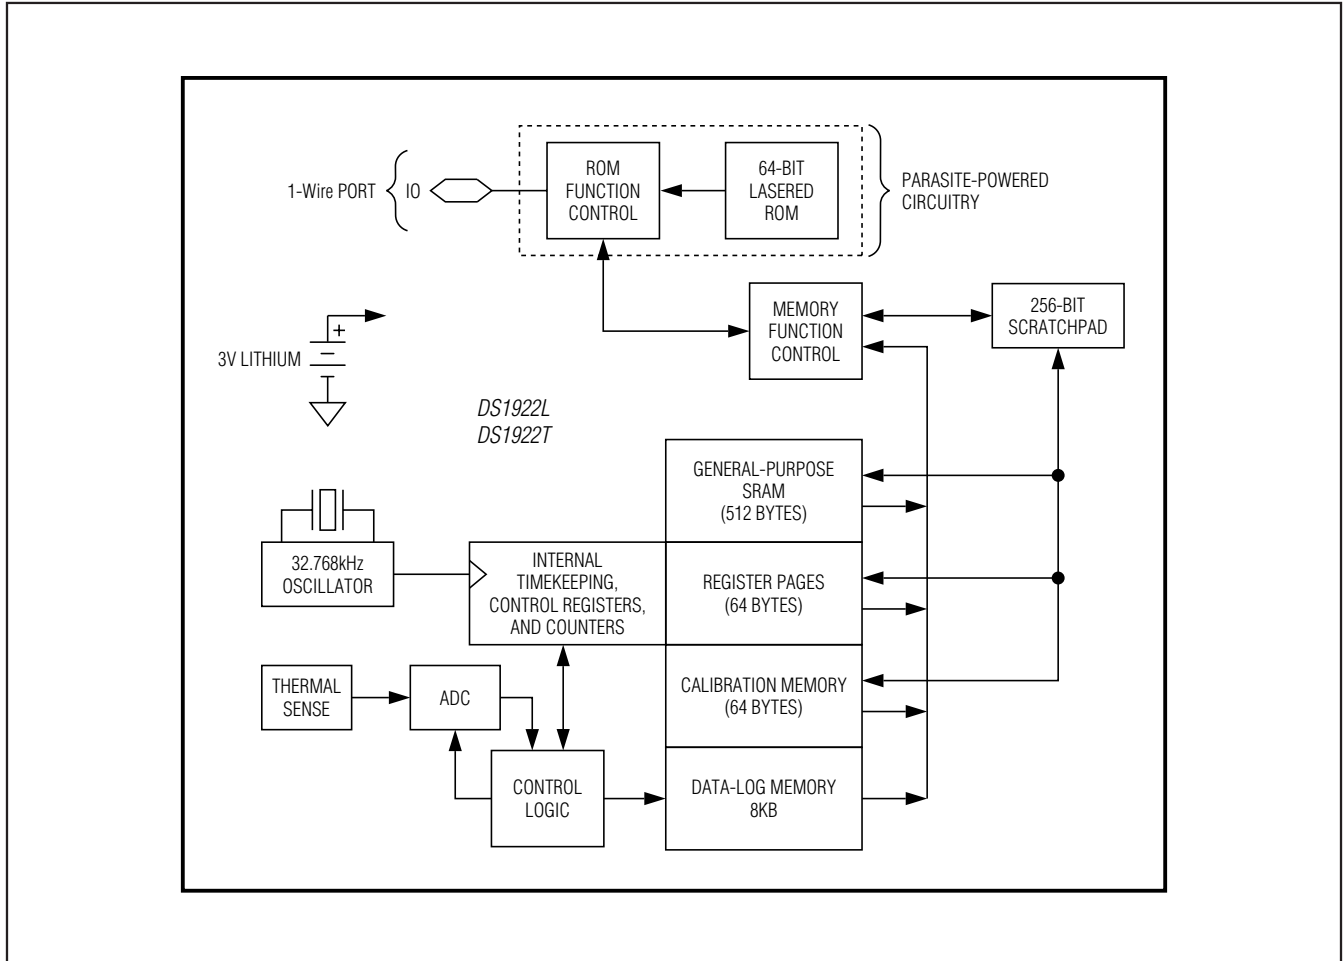 1-Wire PORT
IO
ROM
FUNCTION
CONTROL
64-BIT
LASERED
ROM
PARASITE-POWERED
CIRCUITRY
MEMORY
FUNCTION
CONTROL
256-BIT
SCRATCHPAD
3V LITHIUM
+
DS1922L
DS1922T
GENERAL-PURPOSE
SRAM
(512 BYTES)
32.768kHz
OSCILLATOR
INTERNAL
TIMEKEEPING,
CONTROL REGISTERS,
AND COUNTERS
REGISTER PAGES
(64 BYTES)
THERMAL
SENSE
ADC
CALIBRATION MEMORY
(64 BYTES)
CONTROL
LOGIC
DATA-LOG MEMORY
8KB